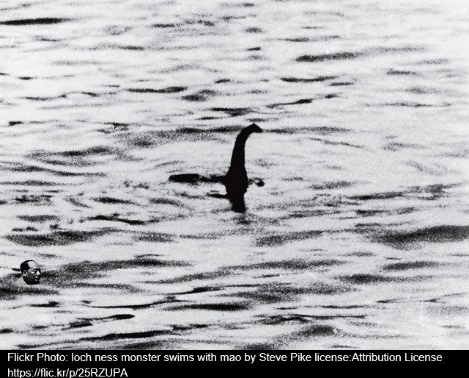 Flickr Photo: loch ness monster swims with mao by Steve Pike license:Attribution License
https://flic.kr/p/25RZUPA